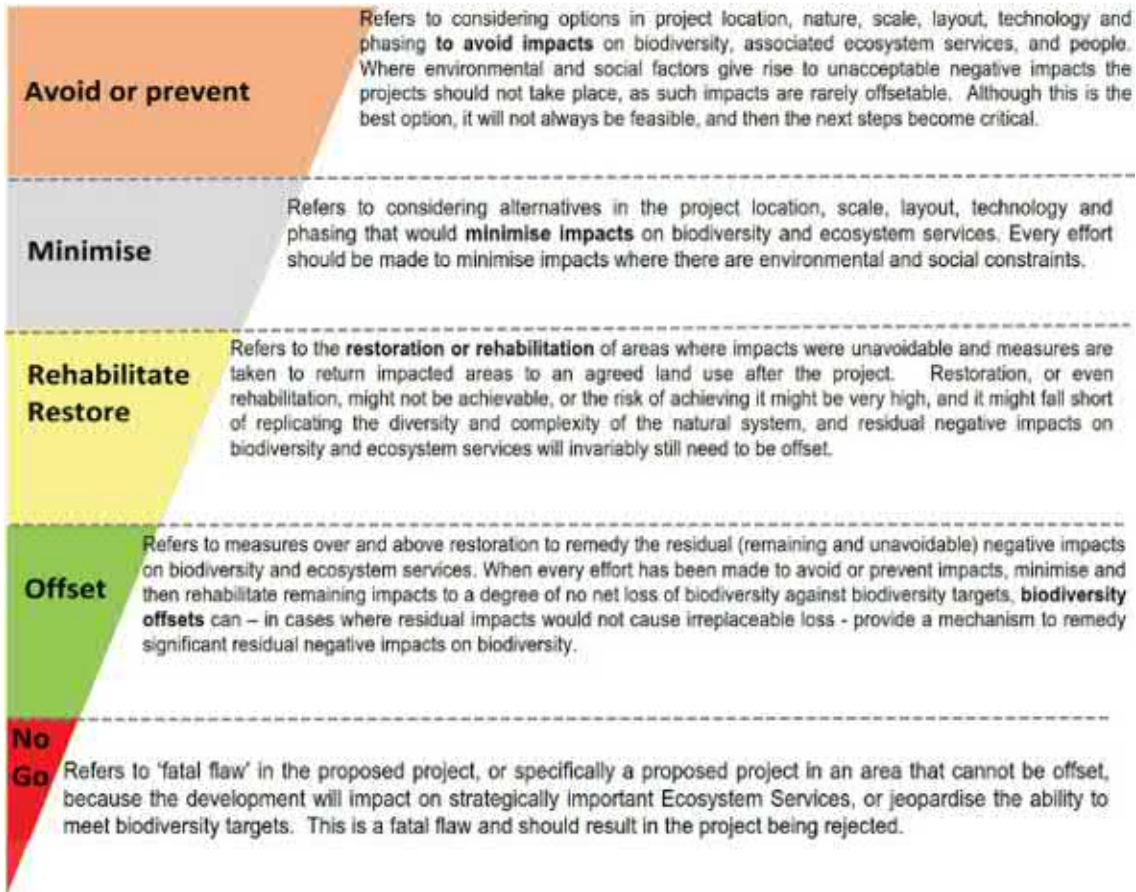 Avoid or prevent
Refers to considering options in project location, nature, scale, layout, technology and
phasing to avoid impacts on biodiversity, associated ecosystem services, and people.
Where environmental and social factors give rise to unacceptable negative impacts the
projects should not take place, as such impacts are rarely offsetable. Although this is the
best option, it will not always be feasible, and then the next steps become critical.
Minimise
Refers to considering alternatives in the project location, scale, layout, technology and
phasing that would minimise impacts on biodiversity and ecosystem services. Every effort
should be made to minimise impacts where there are environmental and social constraints.
Rehabilitate
Restore
Refers to the restoration or rehabilitation of areas where impacts were unavoidable and measures are
taken to return impacted areas to an agreed land use after the project. Restoration, or even
rehabilitation, might not be achievable, or the risk of achieving it might be very high, and it might fall short
of replicating the diversity and complexity of the natural system, and residual negative impacts on
biodiversity and ecosystem services will invariably still need to be offset.
Offset
Refers to measures over and above restoration to remedy the residual (remaining and unavoidable) negative impacts
on biodiversity and ecosystem services. When every effort has been made to avoid or prevent impacts, minimise and
then rehabilitate remaining impacts to a degree of no net loss of biodiversity against biodiversity targets, biodiversity
offsets can – in cases where residual impacts would not cause irreplaceable loss - provide a mechanism to remedy
significant residual negative impacts on biodiversity.
No
Go
Refers to 'fatal flaw' in the proposed project, or specifically a proposed project in an area that cannot be offset,
because the development will impact on strategically important Ecosystem Services, or jeopardise the ability to
meet biodiversity targets. This is a fatal flaw and should result in the project being rejected.